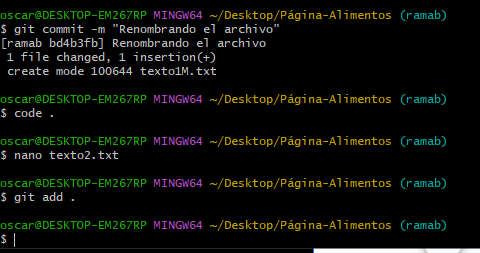 oscar@DESKTOP-EM267RP MINGW64 ~/Desktop/Página-Alimentos (ramab)
$ git commit -m "Renombrando el archivo"
[ramab bd4b3fb] Renombrando el archivo
 1 file changed, 1 insertion(+)
 create mode 100644 texto1M.txt

oscar@DESKTOP-EM267RP MINGW64 ~/Desktop/Página-Alimentos (ramab)
$ code .

oscar@DESKTOP-EM267RP MINGW64 ~/Desktop/Página-Alimentos (ramab)
$ nano texto2.txt

oscar@DESKTOP-EM267RP MINGW64 ~/Desktop/Página-Alimentos (ramab)
$ git add .

oscar@DESKTOP-EM267RP MINGW64 ~/Desktop/Página-Alimentos (ramab)
$